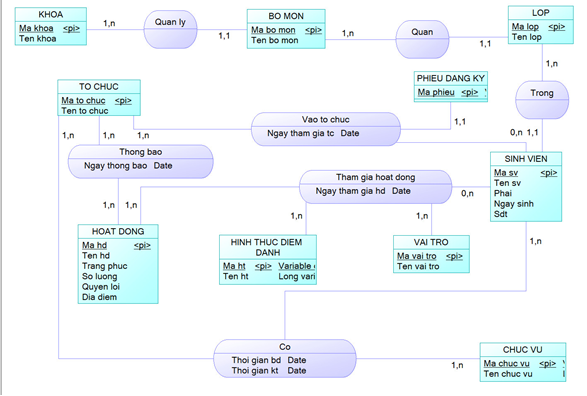 KHOA
Ma khoa <pi>
Ten khoa
1,n
Quan ly
1,1
BO MON
Ma bo mon <pi>
Ten bo mon
1,n
Quan
1,1
LOP
Ma lop <pi>
Ten lop
1,n
Trong
0,n 1,1
TO CHUC
Ma to chuc <pi>
Ten to chuc
1,n
1,n
1,n
PHIEU DANG KY
Ma phieu <pi>
1,1
Vao to chuc
Ngay tham gia tc Date
Thong bao
Ngay thong bao Date
1,n
1,n
SINH VIEN
Ma sv <pi>
Ten sv
Phai
Ngay sinh
Sdt
Tham gia hoat dong
Ngay tham gia hd Date
0,n
1,n
1,n
1,n
HOAT DONG
Ma hd <pi>
Ten hd
Trang phuc
So luong
Quyen loi
Dia diem
HINH THUC DIEM
DANH
Ma ht <pi> Variable
Ten ht Long vari
VAI TRO
Ma vai tro <pi>
Ten vai tro
Co
Thoi gian bd Date
Thoi gian kt Date
1,n
CHUC VU
Ma chuc vu <pi>
Ten chuc vu